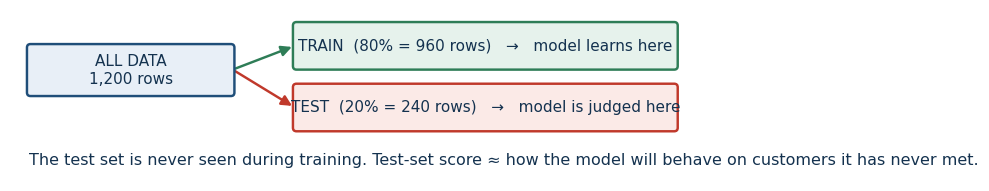 ALL DATA
1,200 rows
TRAIN (80% = 960 rows) → model learns here
TEST (20% = 240 rows) → model is judged here
The test set is never seen during training. Test-set score ≈ how the model will behave on customers it has never met.